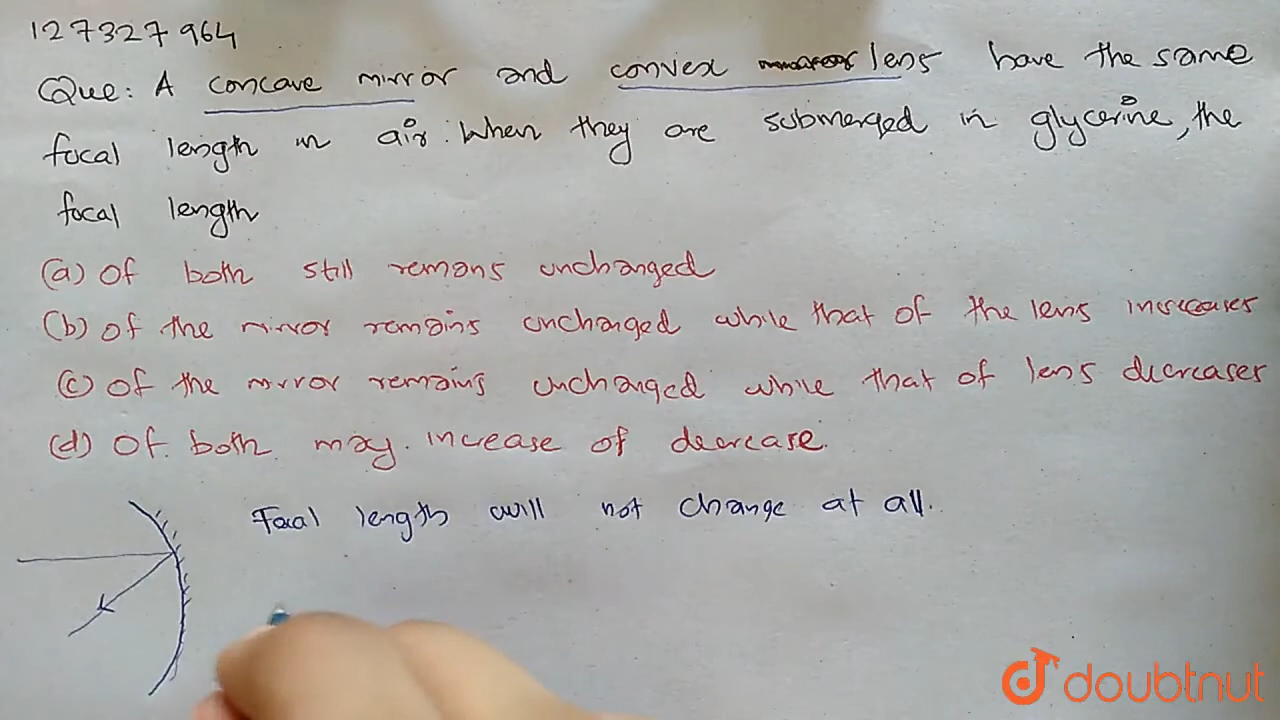 127327964
Que: A concave mirror and convex lens have the same
focal length in air. When they are submerged in glycerine, the
focal length
(a) of both still remans unchanged
(b) of the mirror remains unchanged while that of the lens increases
(c) of the mirror remains unchanged while that of lens decreases
(d) of both may increase of decrease.
Focal length will not change at all.
doubtnut